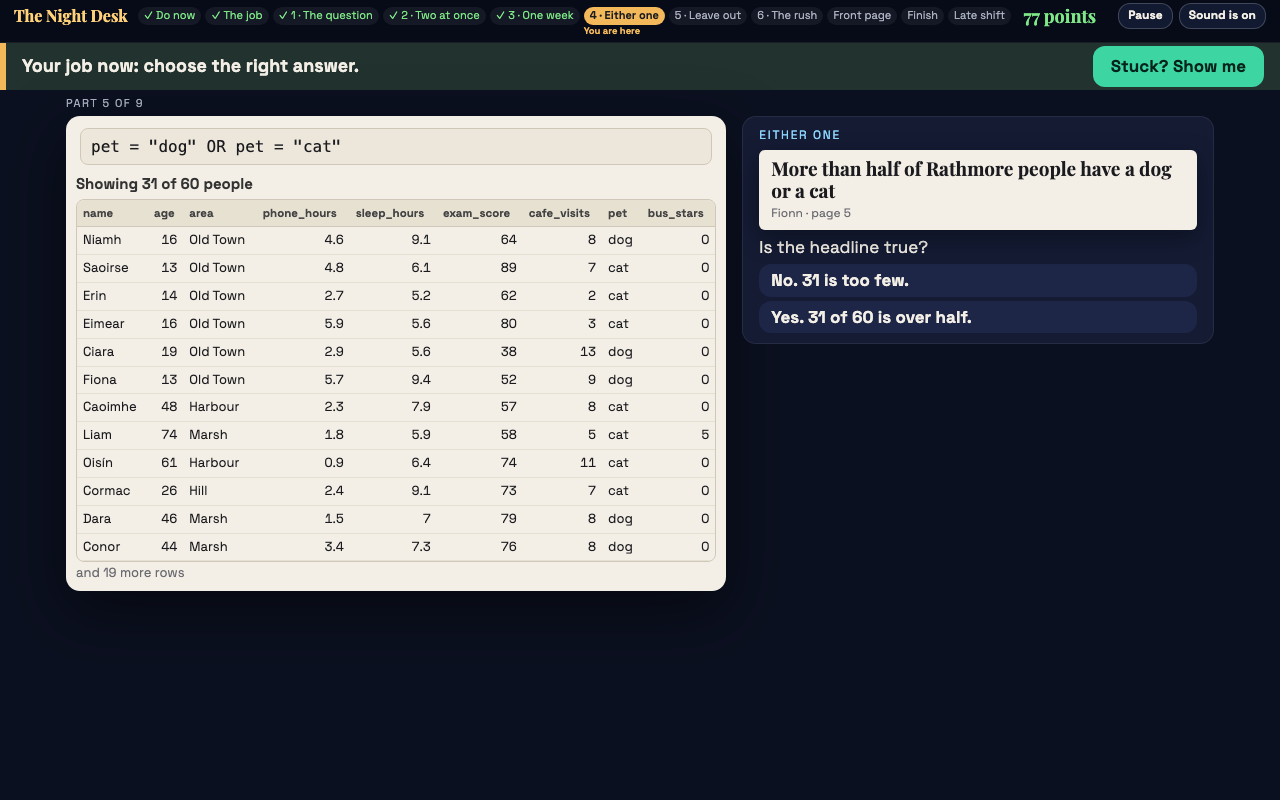 The Night Desk
✓ Do now
✓ The job
✓ 1 · The question
✓ 2 · Two at once
✓ 3 · One week
4 · Either one
You are here
5 · Leave out
6 · The rush
Front page
Finish
Late shift
77 points
Pause
Sound is on
Your job now: choose the right answer.
Stuck? Show me
PART 5 OF 9
pet = "dog" OR pet = "cat"
Showing 31 of 60 people
name age area phone_hours sleep_hours exam_score cafe_visits pet bus_stars
Niamh 16 Old Town 4.6 9.1 64 8 dog 0
Saoirse 13 Old Town 4.8 6.1 89 7 cat 0
Erin 14 Old Town 2.7 5.2 62 2 cat 0
Eimear 16 Old Town 5.9 5.6 80 3 cat 0
Ciara 19 Old Town 2.9 5.6 38 13 dog 0
Fiona 13 Old Town 5.7 9.4 52 9 dog 0
Caoimhe 48 Harbour 2.3 7.9 57 8 cat 0
Liam 74 Marsh 1.8 5.9 58 5 cat 5
Oisín 61 Harbour 0.9 6.4 74 11 cat 0
Cormac 26 Hill 2.4 9.1 73 7 cat 0
Dara 46 Marsh 1.5 7 79 8 dog 0
Conor 44 Marsh 3.4 7.3 76 8 dog 0
and 19 more rows
EITHER ONE
More than half of Rathmore people have a dog
or a cat
Fionn · page 5
Is the headline true?
No. 31 is too few.
Yes. 31 of 60 is over half.